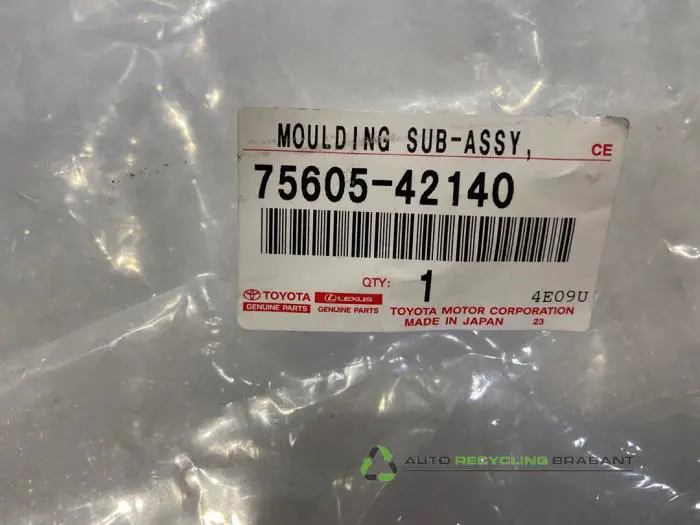 MOULDING SUB-ASSY,
CE
75605-42140
QTY: 1
4E09U
TOYOTA LEXUS
GENUINE PARTS GENUINE PARTS
TOYOTA MOTOR CORPORATION
MADE IN JAPAN 23
AUTO RECYCLING BRABANT